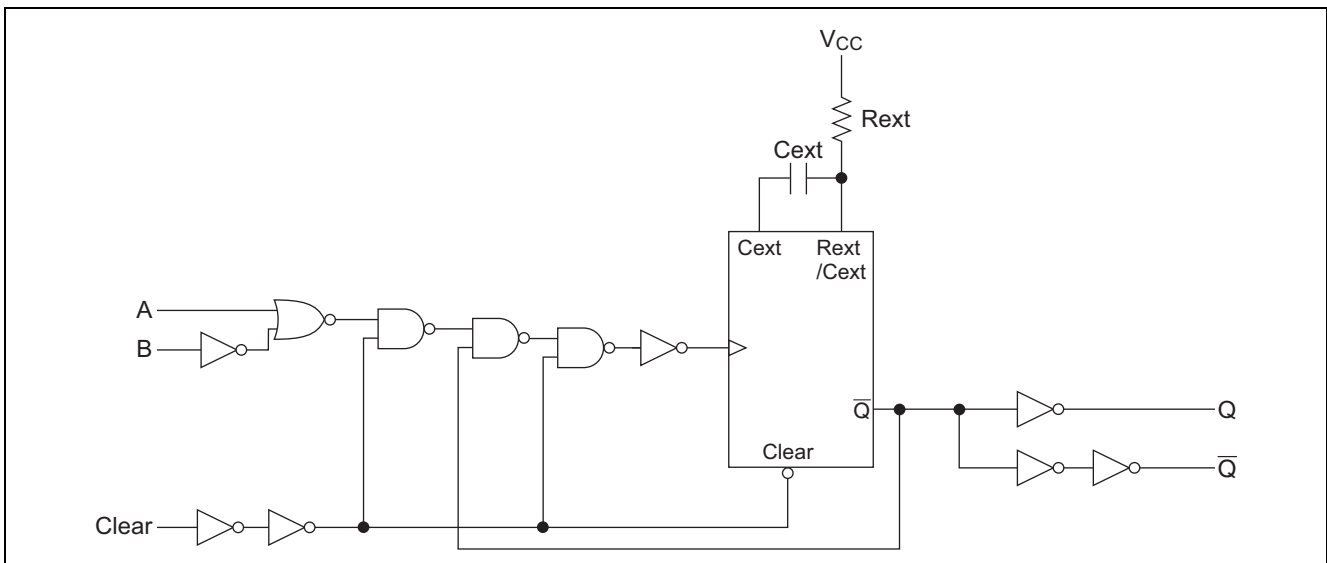 VCC
Rext
Cext
Cext Rext
/Cext
A
B
Q̅
Q
Clear
Q̅
Clear